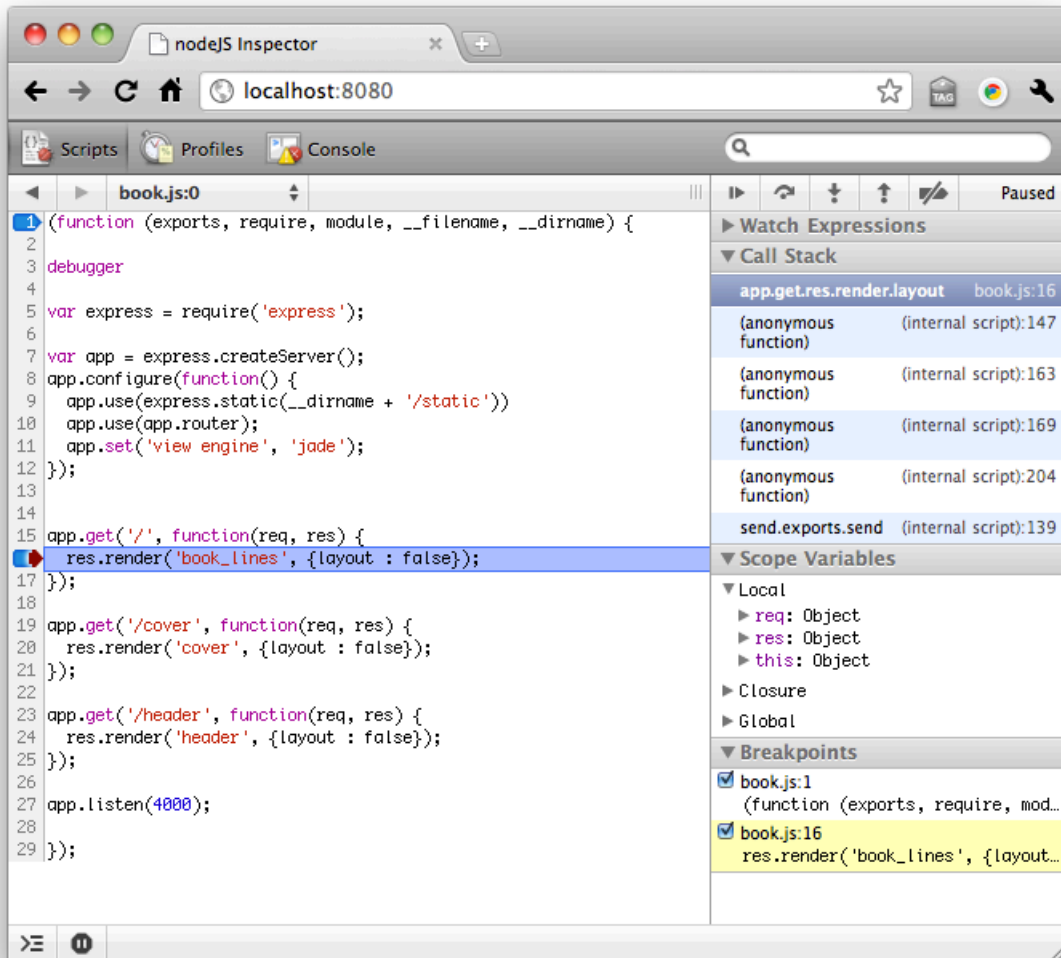 nodeJS Inspector
localhost:8080
TAG
Scripts Profiles Console
book.js:0
Paused
1 (function (exports, require, module, __filename, __dirname) {
2
3 debugger
4
5 var express = require('express');
6
7 var app = express.createServer();
8 app.configure(function() {
9 app.use(express.static(__dirname + '/static'))
10 app.use(app.router);
11 app.set('view engine', 'jade');
12 });
13
14
15 app.get('/', function(req, res) {
res.render('book_lines', {layout : false});
17 });
18
19 app.get('/cover', function(req, res) {
20 res.render('cover', {layout : false});
21 });
22
23 app.get('/header', function(req, res) {
24 res.render('header', {layout : false});
25 });
26
27 app.listen(4000);
28
29 });
Watch Expressions
Call Stack
app.get.res.render.layout book.js:16
(anonymous (internal script):147
function)
(anonymous (internal script):163
function)
(anonymous (internal script):169
function)
(anonymous (internal script):204
function)
send.exports.send (internal script):139
Scope Variables
Local
req: Object
res: Object
this: Object
Closure
Global
Breakpoints
book.js:1
(function (exports, require, mod…
book.js:16
res.render('book_lines', {layout…